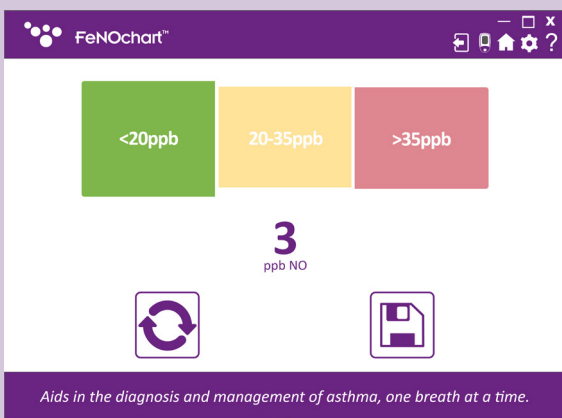 FeNOchart™
?
<20ppb 20-35ppb >35ppb
3
ppb NO
Aids in the diagnosis and management of asthma, one breath at a time.